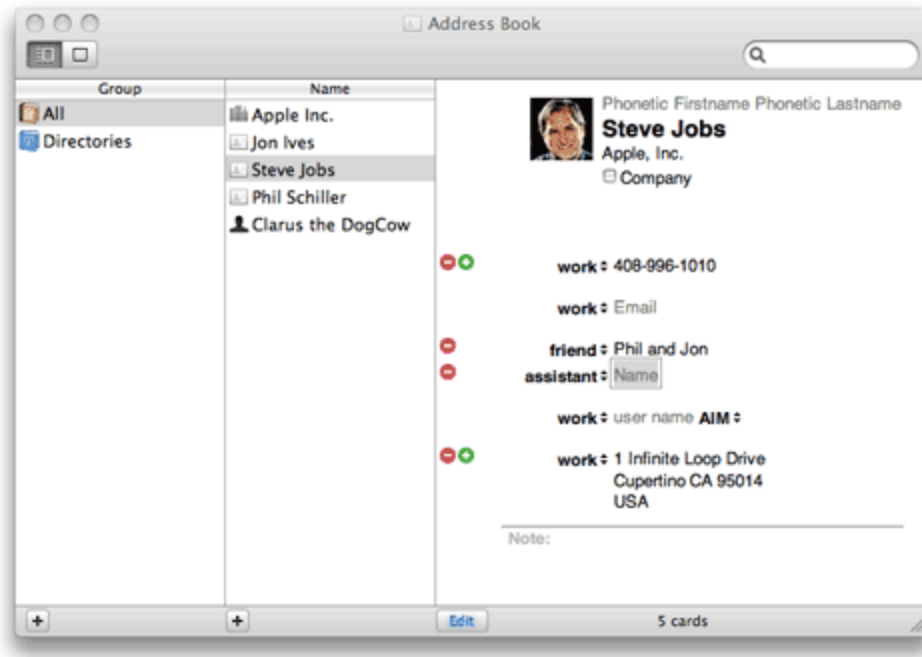 Address Book
Group
Name
All
Directories
Apple Inc.
Jon Ives
Steve Jobs
Phil Schiller
Clarus the DogCow
Phonetic Firstname Phonetic Lastname
Steve Jobs
Apple, Inc.
Company
work 408-996-1010
work Email
friend Phil and Jon
assistant Name
work user name AIM
work 1 Infinite Loop Drive
Cupertino CA 95014
USA
Note:
Edit
5 cards